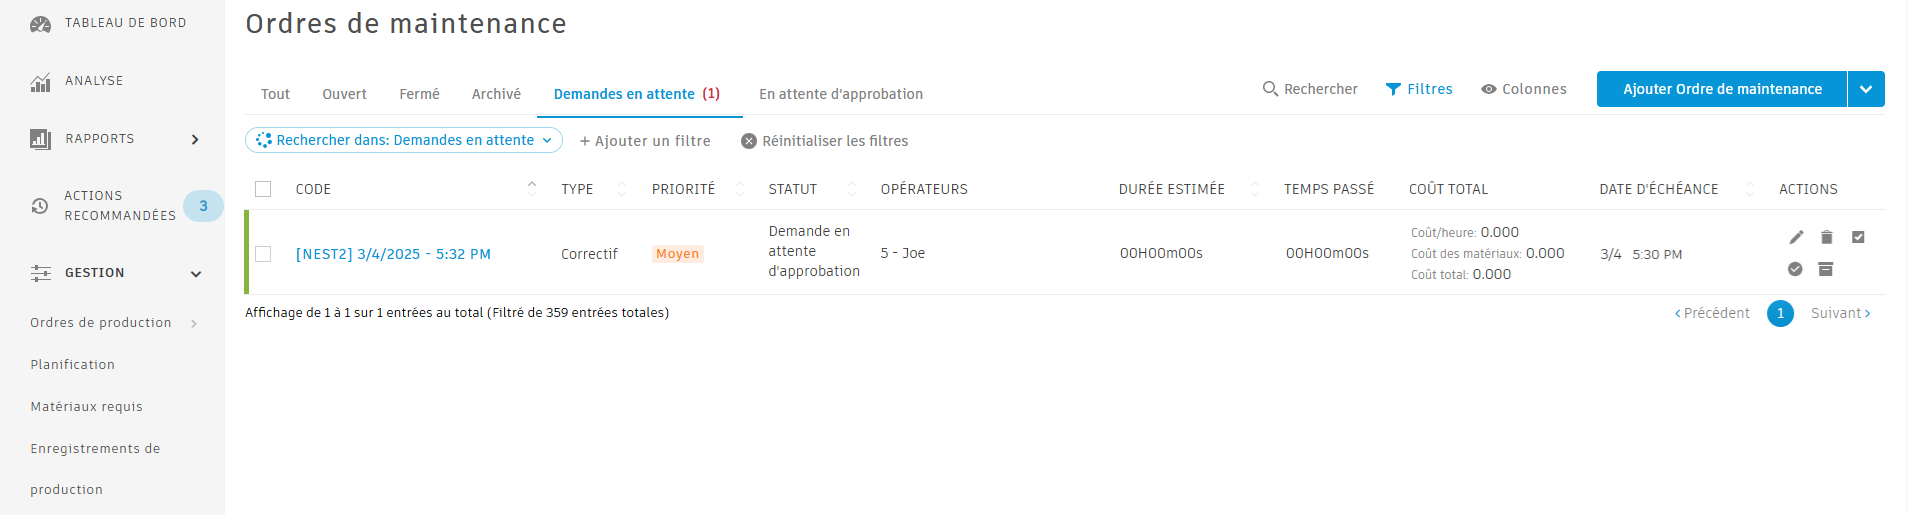 TABLEAU DE BORD
ANALYSE
RAPPORTS
ACTIONS
RECOMMANDÉES
3
GESTION
Ordres de production
Planification
Matériaux requis
Enregistrements de
production
Ordres de maintenance
Tout Ouvert Fermé Archivé Demandes en attente (1) En attente d'approbation
Rechercher Filtres Colonnes Ajouter Ordre de maintenance
Rechercher dans: Demandes en attente + Ajouter un filtre Réinitialiser les filtres
CODE TYPE PRIORITÉ STATUT OPÉRATEURS DURÉE ESTIMÉE TEMPS PASSÉ COÛT TOTAL DATE D'ÉCHÉANCE ACTIONS
[NEST2] 3/4/2025 - 5:32 PM
Correctif
Moyen
Demande en
attente
d'approbation
5 - Joe
00H00m00s
00H00m00s
Coût/heure: 0.000
Coût des matériaux: 0.000
Coût total: 0.000
3/4 5:30 PM
Affichage de 1 à 1 sur 1 entrées au total (Filtré de 359 entrées totales)
Précédent 1 Suivant